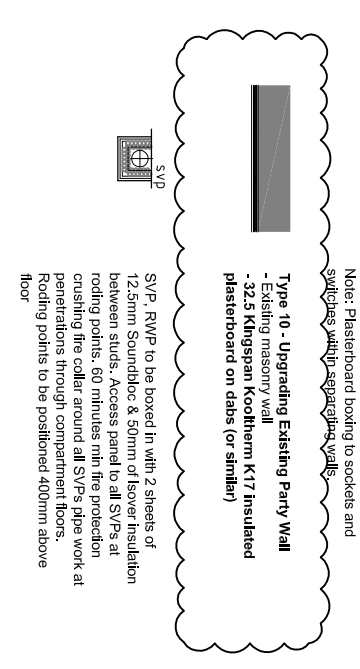 Note: Plasterboard boxing to sockets and
switches within separating walls.
Type 10 - Upgrading Existing Party Wall
- Existing masonry wall
- 32.5 KIngspan Kooltherm K17 insulated
plasterboard on dabs (or similar)
svp
SVP, RWP to be boxed in with 2 sheets of
12.5mm Soundbloc & 50mm of Isover insulation
between studs. Access panel to all SVPs at
roding points. 60 minutes min fire protection
crushing fire collar around all SVPs pipe work at
penetrations through compartment floors.
Roding points to be positioned 400mm above
floor